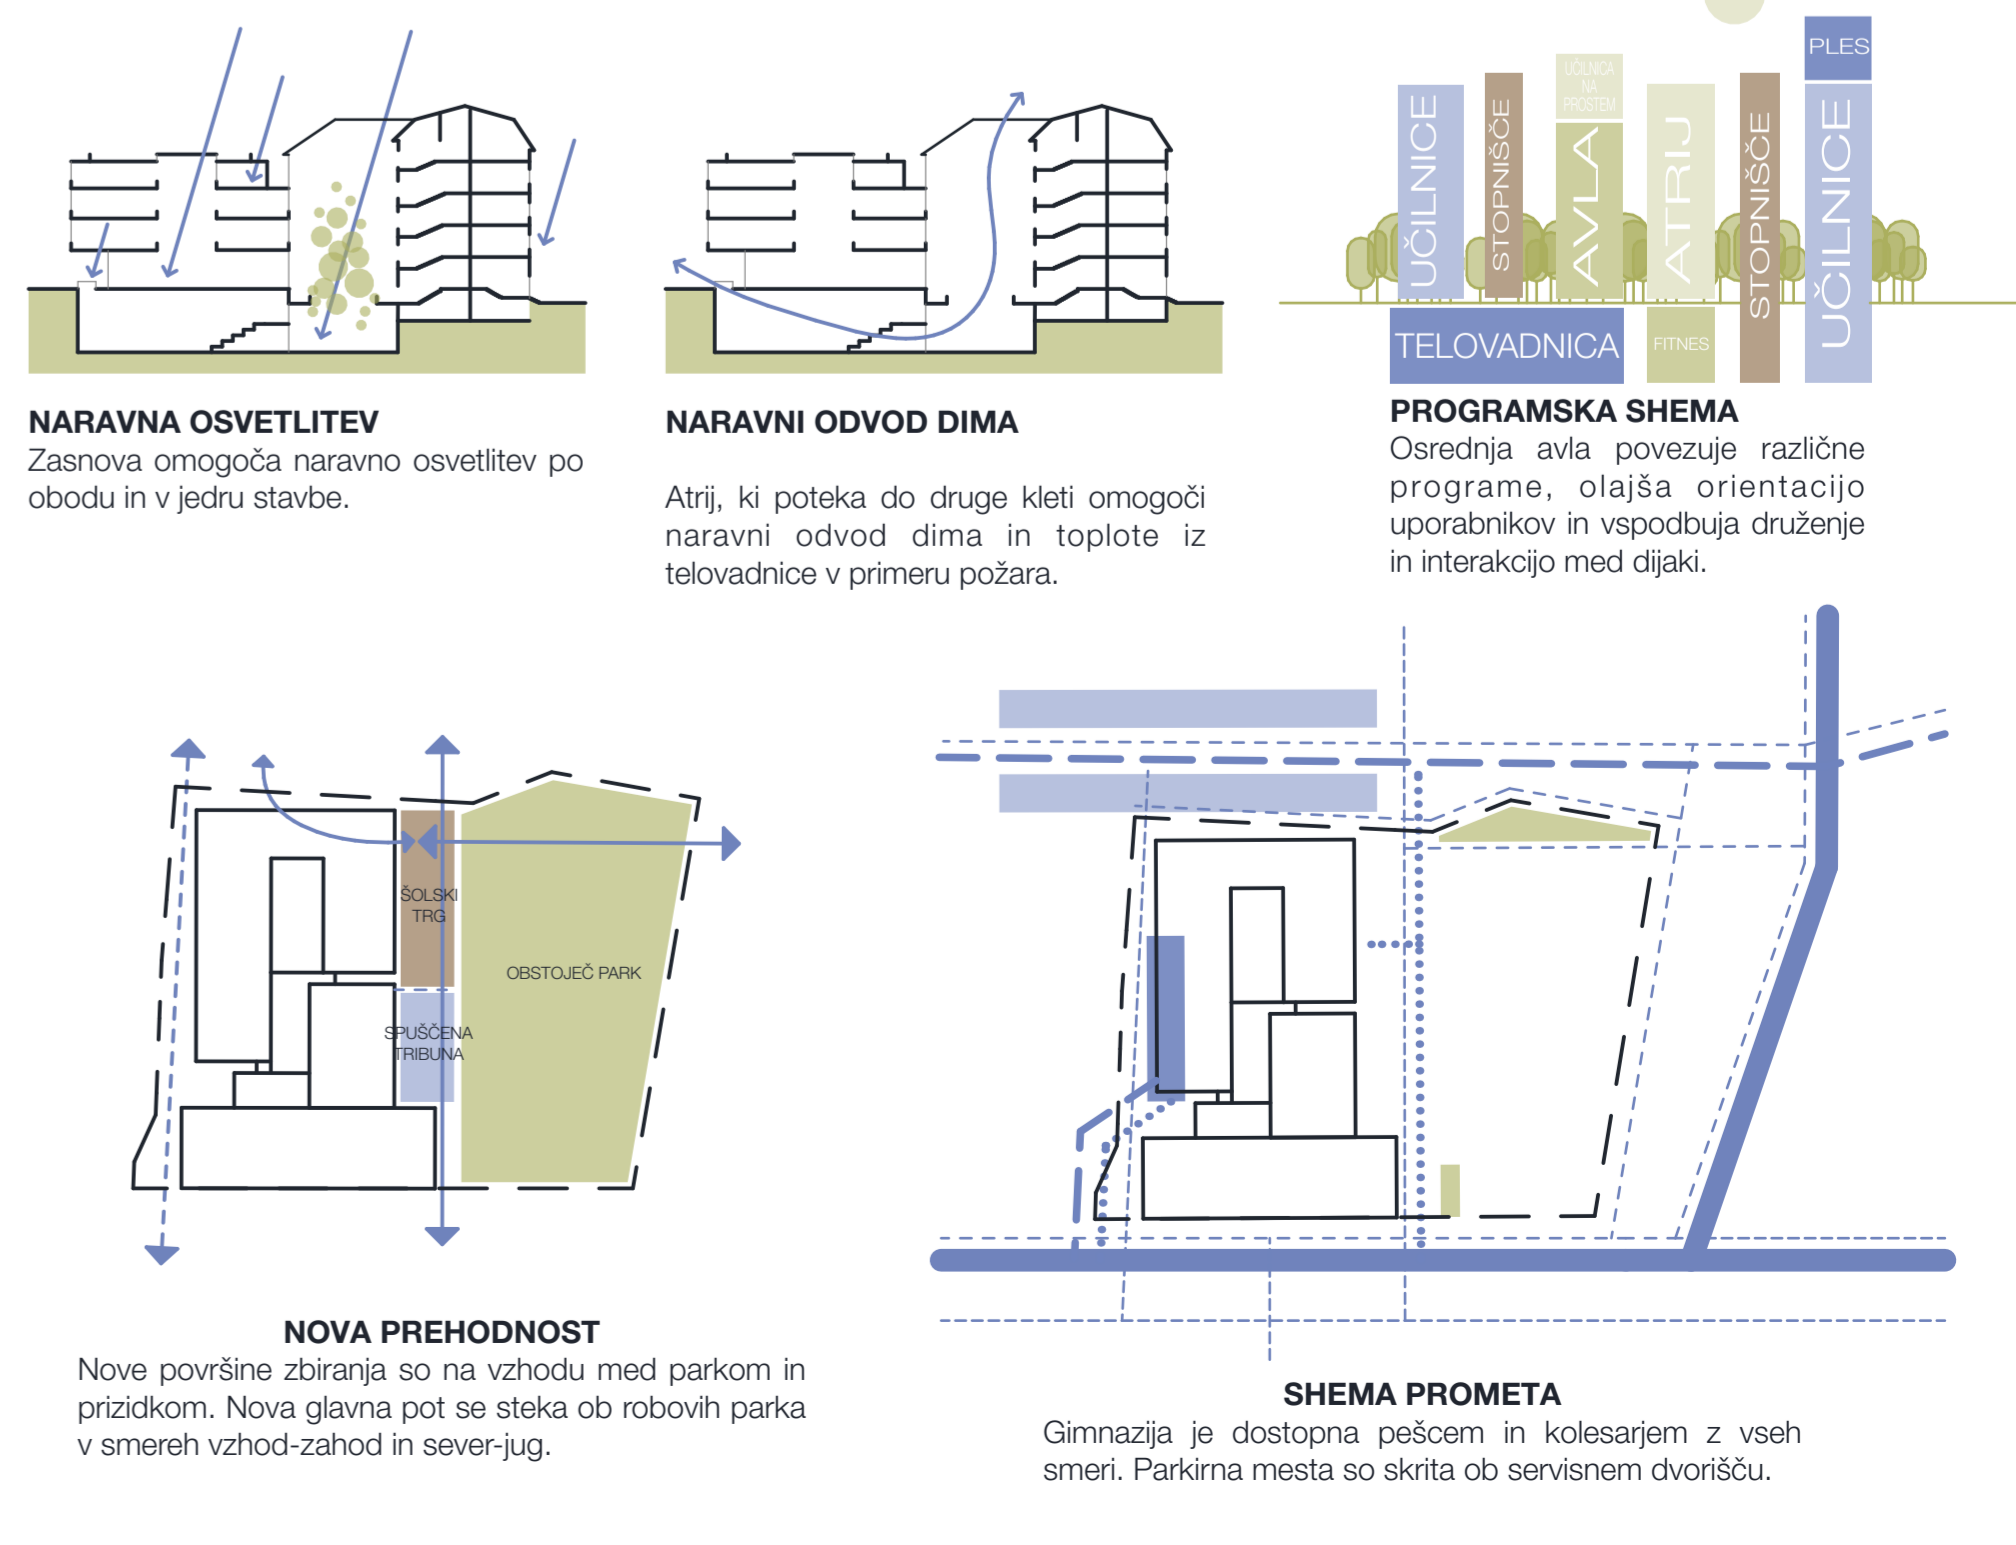 PLES
UČILNICE
STOPNIŠČE
UČILNICA
NA
PROSTEM
AVLA
ATRIJ
STOPNIŠČE
UČILNICE
TELOVADNICA
FITNES
NARAVNA OSVETLITEV
Zasnova omogoča naravno osvetlitev po
obodu in v jedru stavbe.
NARAVNI ODVOD DIMA
Atrij, ki poteka do druge kleti omogoči
naravni odvod dima in toplote iz
telovadnice v primeru požara.
PROGRAMSKA SHEMA
Osrednja avla povezuje različne
programe, olajša orientacijo
uporabnikov in vspodbuja druženje
in interakcijo med dijaki.
ŠOLSKI
TRG
OBSTOJEČ PARK
SPUŠČENA
TRIBUNA
NOVA PREHODNOST
Nove površine zbiranja so na vzhodu med parkom in
prizidkom. Nova glavna pot se steka ob robovih parka
v smereh vzhod-zahod in sever-jug.
SHEMA PROMETA
Gimnazija je dostopna pešcem in kolesarjem z vseh
smeri. Parkirna mesta so skrita ob servisnem dvorišču.